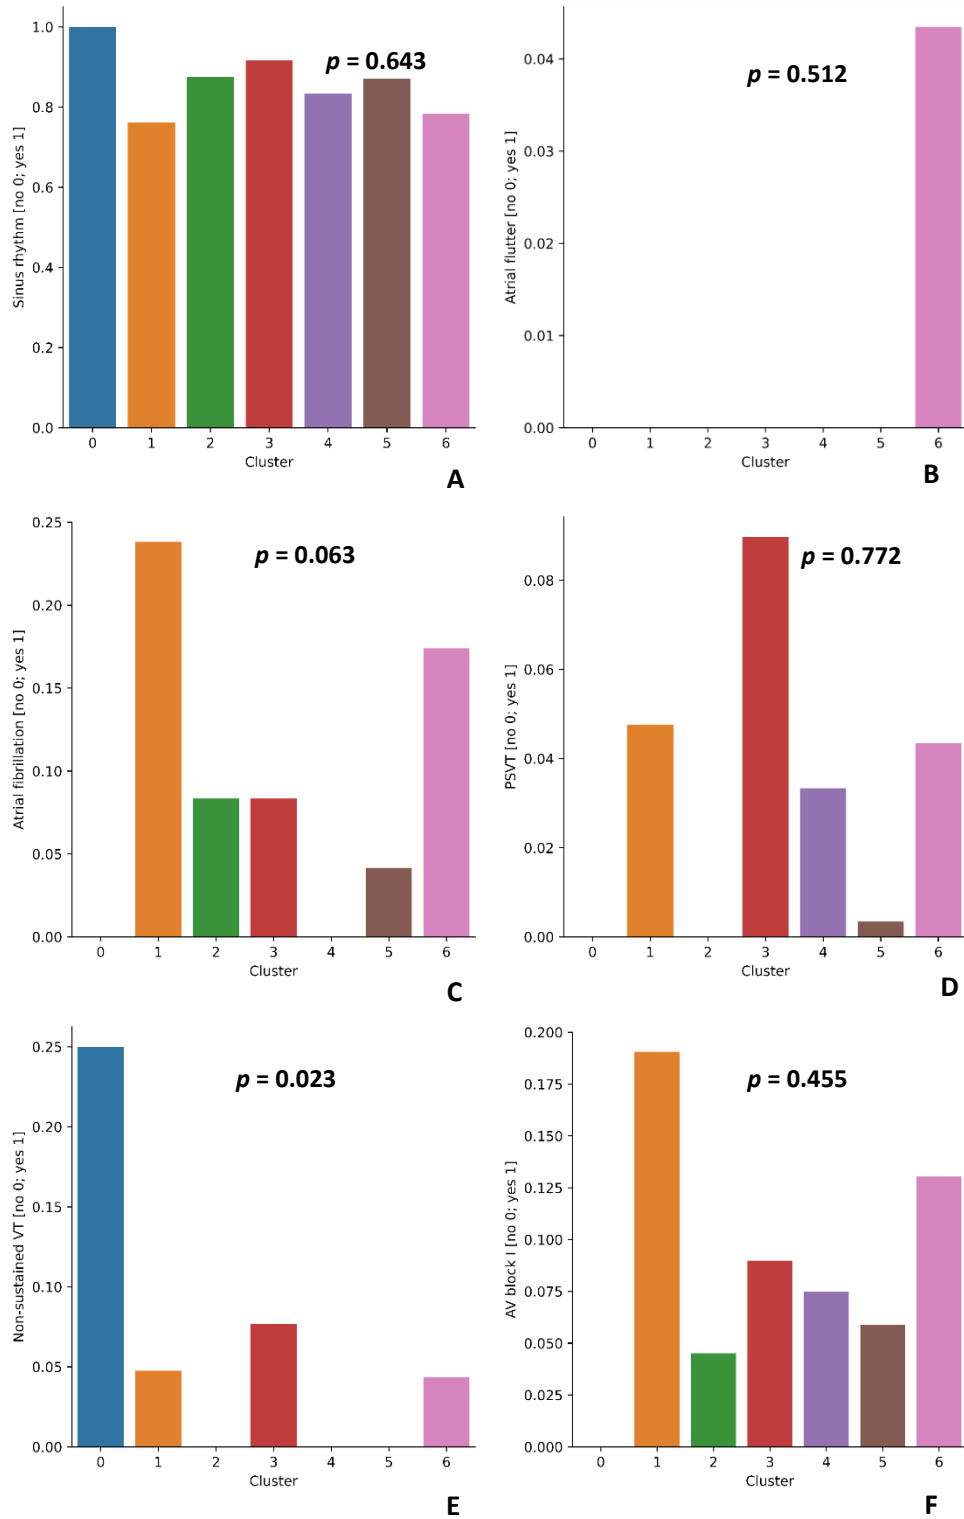 1.0
0.8
0.6
0.4
0.2
0.0
Sinus rhythm [no 0; yes 1]
p = 0.643
0 1 2 3 4 5 6
Cluster
A
0.04
0.03
0.02
0.01
0.00
Atrial flutter [no 0; yes 1]
p = 0.512
0 1 2 3 4 5 6
Cluster
B
0.25
0.20
0.15
0.10
0.05
0.00
Atrial fibrillation [no 0; yes 1]
p = 0.063
0 1 2 3 4 5 6
Cluster
C
0.08
0.06
0.04
0.02
0.00
PSVT [no 0; yes 1]
p = 0.772
0 1 2 3 4 5 6
Cluster
D
0.25
0.20
0.15
0.10
0.05
0.00
Non-sustained VT [no 0; yes 1]
p = 0.023
0 1 2 3 4 5 6
Cluster
E
0.200
0.175
0.150
0.125
0.100
0.075
0.050
0.025
0.000
AV block I [no 0; yes 1]
p = 0.455
0 1 2 3 4 5 6
Cluster
F